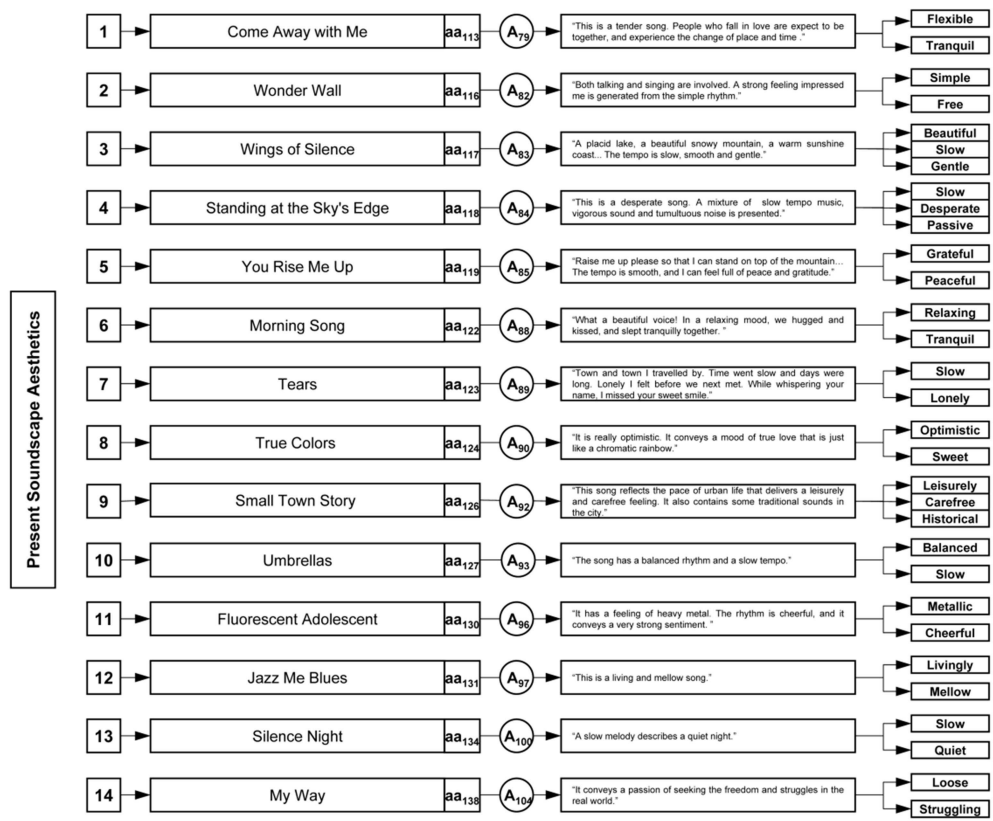 Present Soundscape Aesthetics
1
Come Away with Me
aa113
A79
“This is a tender song. People who fall in love are expect to be
together, and experience the change of place and time .”
Flexible
Tranquil
2
Wonder Wall
aa116
A82
“Both talking and singing are involved. A strong feeling impressed
me is generated from the simple rhythm.”
Simple
Free
3
Wings of Silence
aa117
A83
“A placid lake, a beautiful snowy mountain, a warm sunshine
coast... The tempo is slow, smooth and gentle.”
Beautiful
Slow
Gentle
4
Standing at the Sky's Edge
aa118
A84
“This is a desperate song. A mixture of slow tempo music,
vigorous sound and tumultuous noise is presented.”
Slow
Desperate
Passive
5
You Rise Me Up
aa119
A85
“Raise me up please so that I can stand on top of the mountain…
The tempo is smooth, and I can feel full of peace and gratitude.”
Grateful
Peaceful
6
Morning Song
aa122
A88
“What a beautiful voice! In a relaxing mood, we hugged and
kissed, and slept tranquilly together. ”
Relaxing
Tranquil
7
Tears
aa123
A89
“Town and town I travelled by. Time went slow and days were
long. Lonely I felt before we next met. While whispering your
name, I missed your sweet smile.”
Slow
Lonely
8
True Colors
aa124
A90
“It is really optimistic. It conveys a mood of true love that is just
like a chromatic rainbow.”
Optimistic
Sweet
9
Small Town Story
aa126
A92
“This song reflects the pace of urban life that delivers a leisurely
and carefree feeling. It also contains some traditional sounds in
the city.”
Leisurely
Carefree
Historical
10
Umbrellas
aa127
A93
“The song has a balanced rhythm and a slow tempo.”
Balanced
Slow
11
Fluorescent Adolescent
aa130
A96
“It has a feeling of heavy metal. The rhythm is cheerful, and it
conveys a very strong sentiment. ”
Metallic
Cheerful
12
Jazz Me Blues
aa131
A97
“This is a living and mellow song.”
Livingly
Mellow
13
Silence Night
aa134
A100
“A slow melody describes a quiet night.”
Slow
Quiet
14
My Way
aa138
A104
“It conveys a passion of seeking the freedom and struggles in the
real world.”
Loose
Struggling